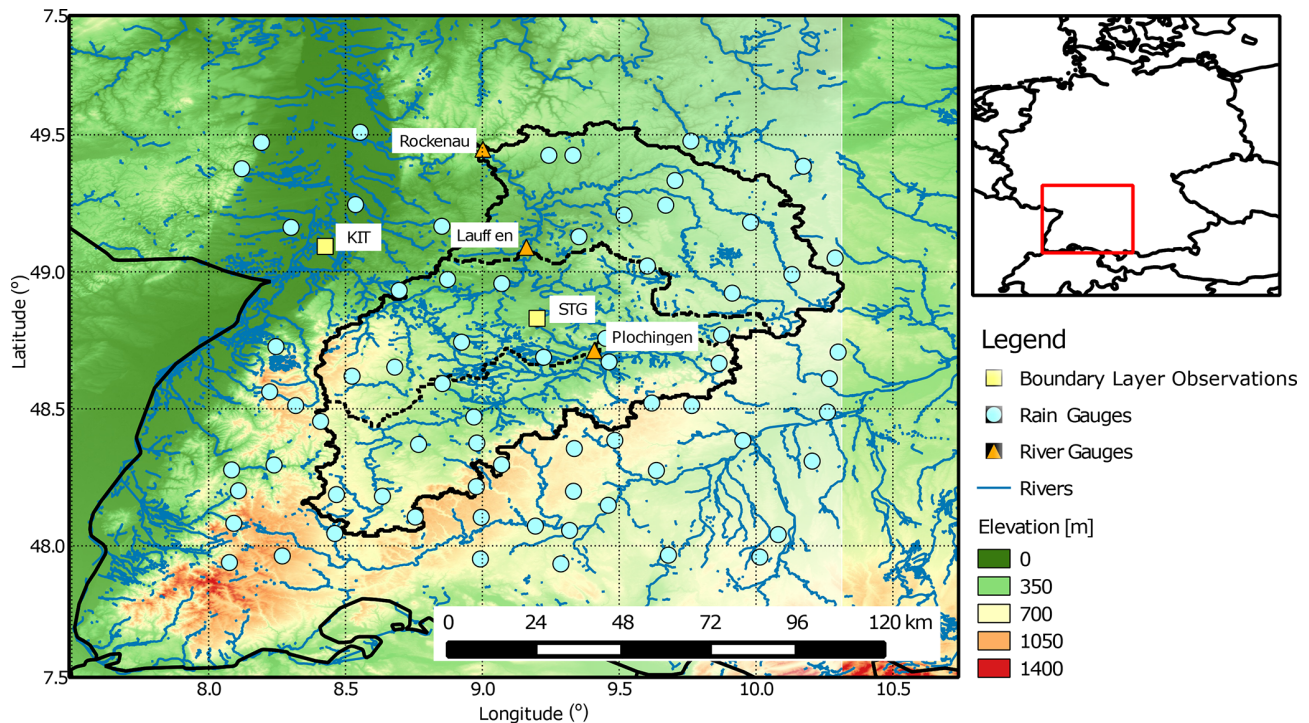 7.5
49.5
49.0
48.5
48.0
7.5
Latitude (°)
Rockenau
KIT
Lauff en
STG
Plochingen
0 24 48 72 96 120 km
8.0 8.5 9.0 9.5 10.0 10.5
Longitude (°)
Legend
Boundary Layer Observations
Rain Gauges
River Gauges
Rivers
Elevation [m]
0
350
700
1050
1400